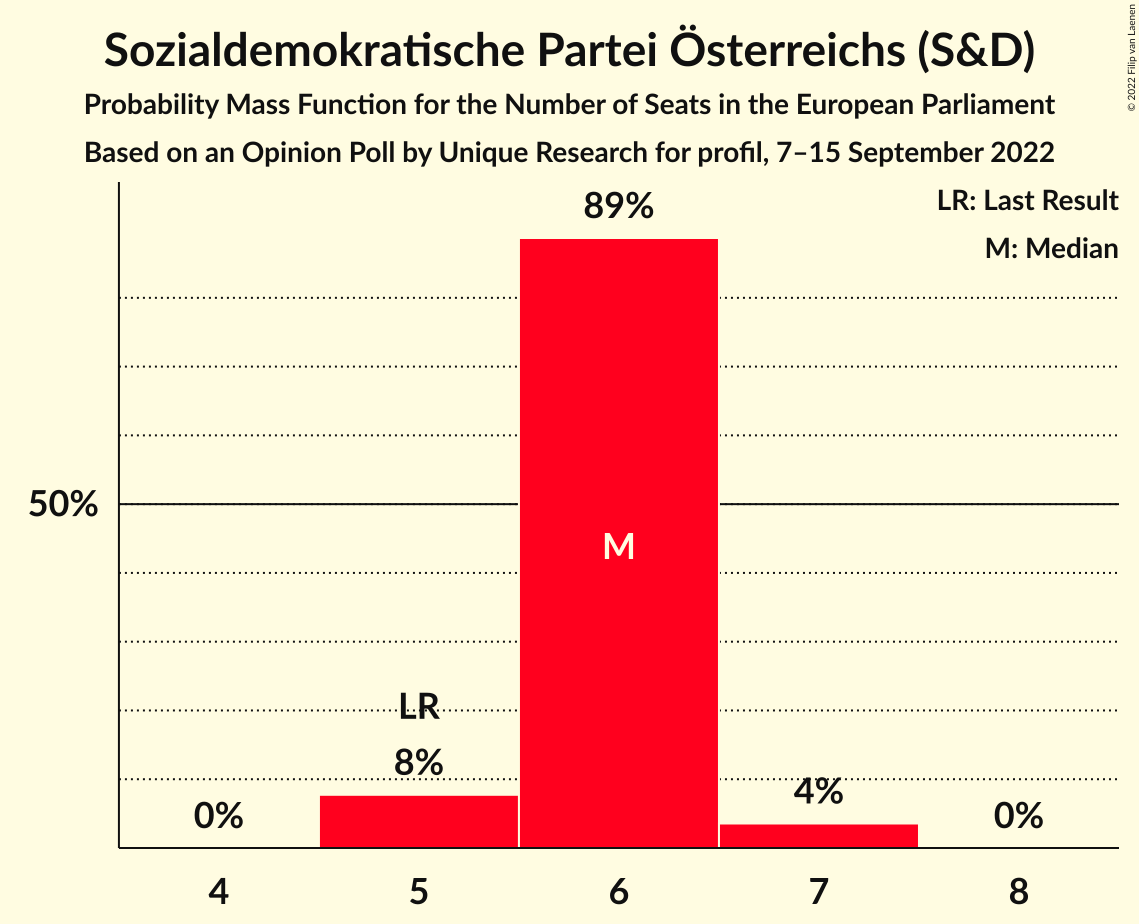 Sozialdemokratische Partei Österreichs (S&D)
Probability Mass Function for the Number of Seats in the European Parliament
Based on an Opinion Poll by Unique Research for profil, 7–15 September 2022
© 2022 Filip van Laenen
LR: Last Result
M: Median
89%
50%
M
LR
8%
4%
0%
0%
4 5 6 7 8